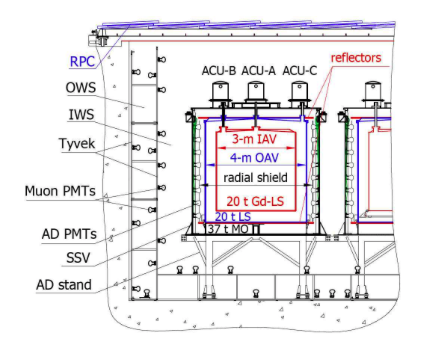 RPC
OWS
IWS
Tyvek
Muon PMTs
AD PMTs
SSV
AD stand
ACU-B ACU-A ACU-C
reflectors
3-m IAV
4-m OAV
radial shield
20 t Gd-LS
20 t LS
37 t MO